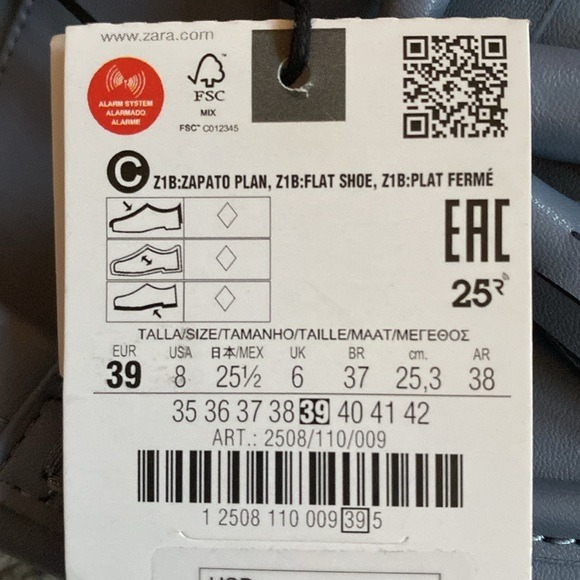 www.zara.com
ALARM SYSTEM
ALARMADO
ALARME
FSC
MIX
FSC™ C012345
C Z1B:ZAPATO PLAN, Z1B:FLAT SHOE, Z1B:PLAT FERMÉ
EAC
25R
TALLA/SIZE/TAMANHO/TAILLE/MAAT/ΜΕΓΕΘΟΣ
EUR USA 日本/MEX UK BR cm. AR
39 8 25½ 6 37 25,3 38
35 36 37 38 39 40 41 42
ART.: 2508/110/009
1 2508 110 009 39 5